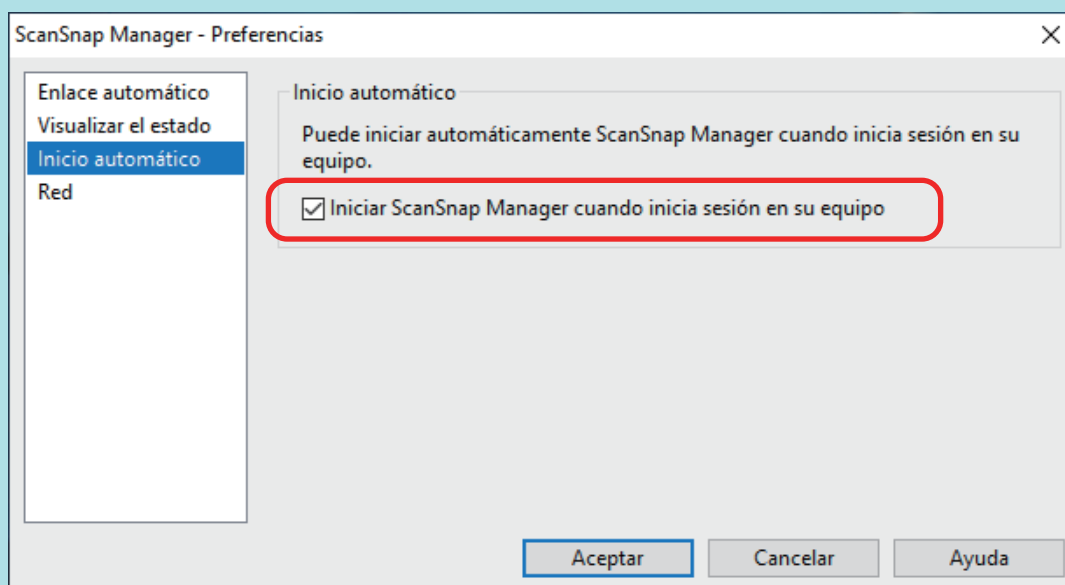 ScanSnap Manager - Preferencias
Enlace automático
Visualizar el estado
Inicio automático
Red
Inicio automático
Puede iniciar automáticamente ScanSnap Manager cuando inicia sesión en su
equipo.
Iniciar ScanSnap Manager cuando inicia sesión en su equipo
Aceptar
Cancelar
Ayuda